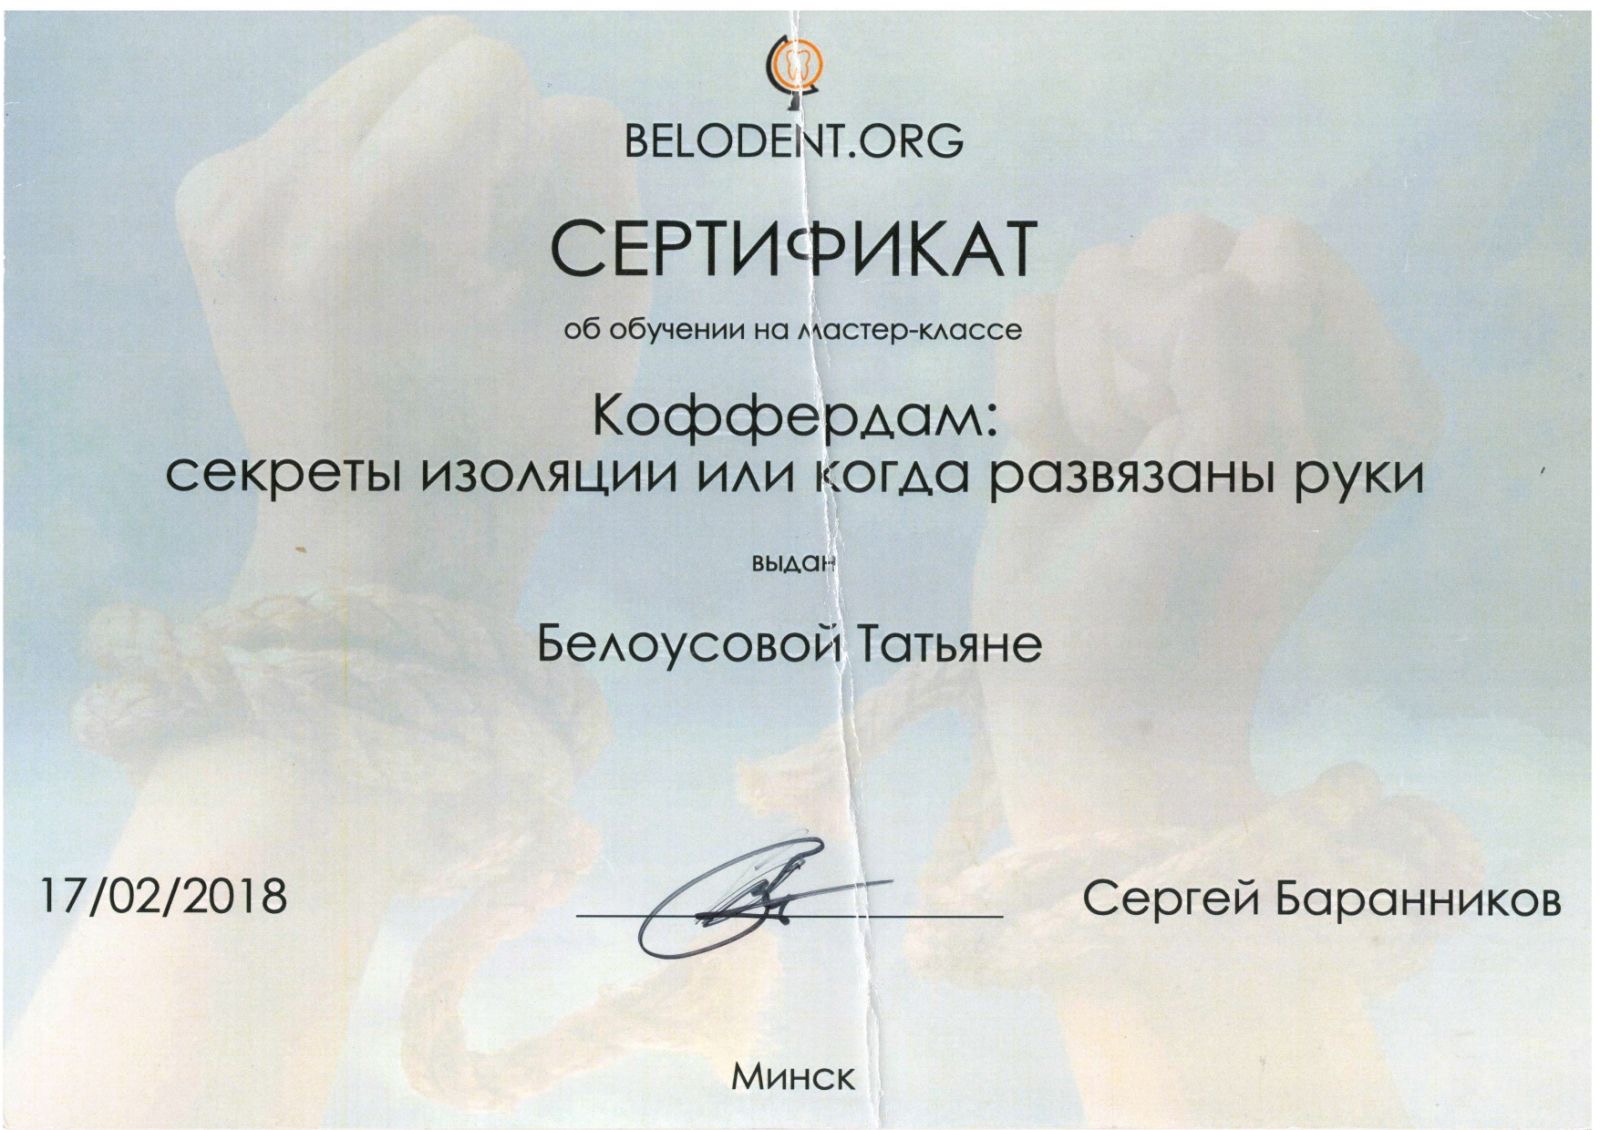 BELODENT.ORG
СЕРТИФИКАТ
об обучении на мастер-классе
Коффердам:
секреты изоляции или когда развязаны руки
выдан
Белоусовой Татьяне
17/02/2018
Сергей Баранников
Минск